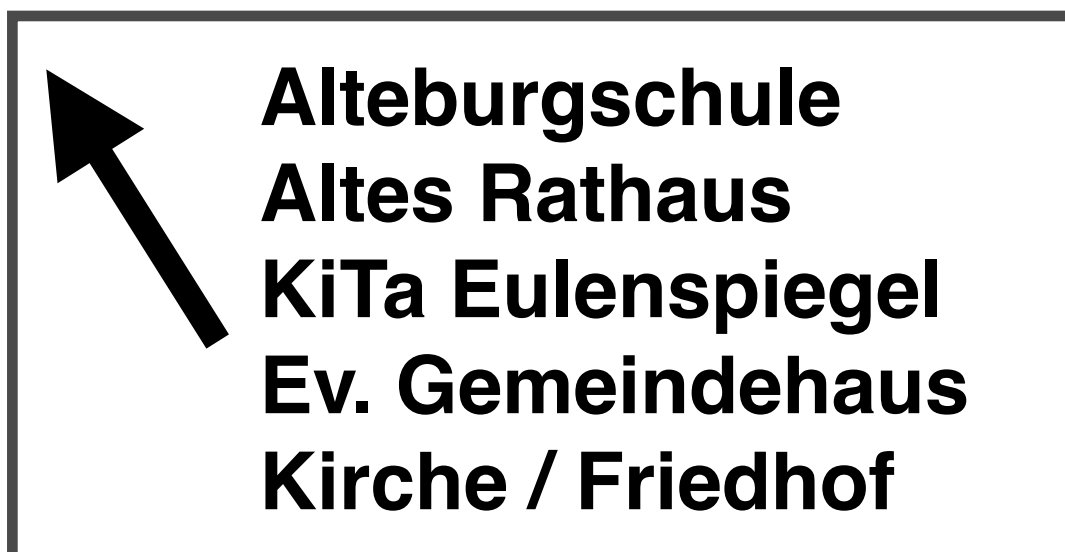 Alteburgschule
Altes Rathaus
KiTa Eulenspiegel
Ev. Gemeindehaus
Kirche / Friedhof